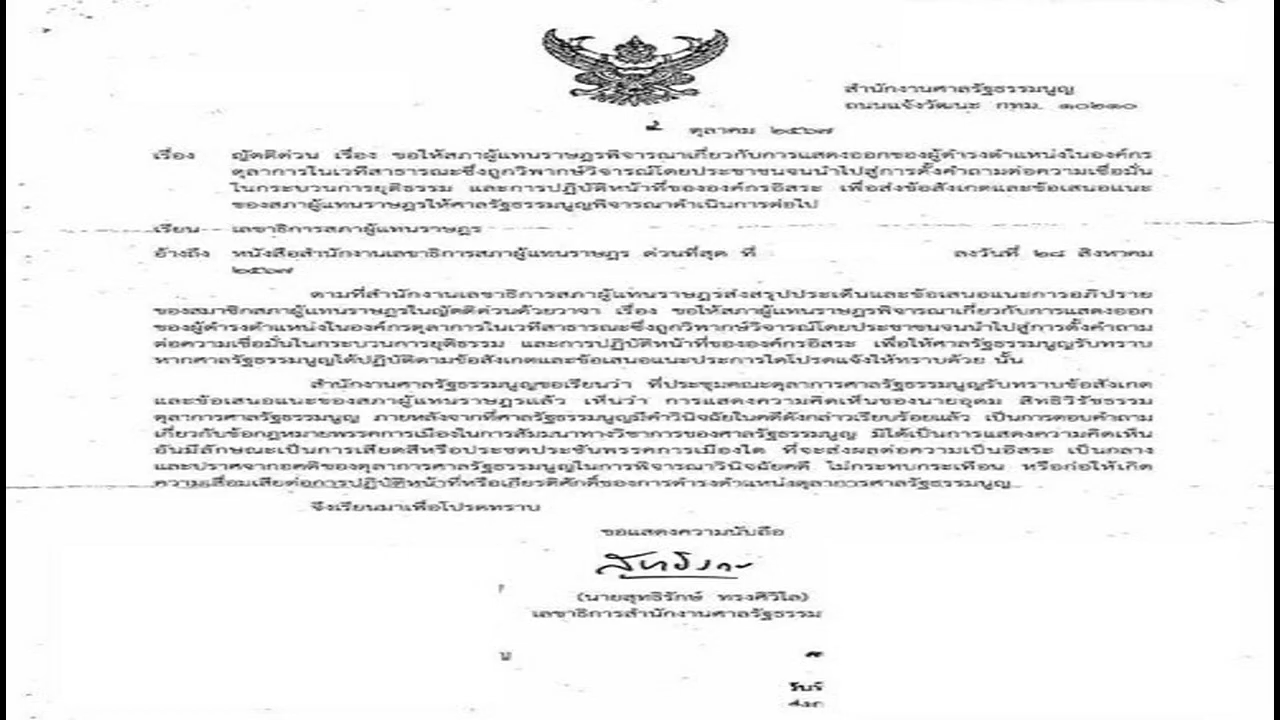 สำนักงานศาลรัฐธรรมนูญ
ถนนแจ้งวัฒนะ กทม. ๑๐๒๑๐
ตุลาคม ๒๕๖๗
เรื่อง ญัตติด่วน เรื่อง ขอให้สภาผู้แทนราษฎรพิจารณาเกี่ยวกับการแสดงออกของผู้ดำรงตำแหน่งในองค์กร
ตุลาการในเวทีสาธารณะซึ่งถูกวิพากษ์วิจารณ์โดยประชาชนจนนำไปสู่การตั้งคำถามต่อความเชื่อมั่น
ในกระบวนการยุติธรรม และการปฏิบัติหน้าที่ขององค์กรอิสระ เพื่อส่งข้อสังเกตและข้อเสนอแนะ
ของสภาผู้แทนราษฎรให้ศาลรัฐธรรมนูญพิจารณาดำเนินการต่อไป
เรียน เลขาธิการสภาผู้แทนราษฎร
อ้างถึง หนังสือสำนักงานเลขาธิการสภาผู้แทนราษฎร ด่วนที่สุด ที่ ลงวันที่ ๒๘ สิงหาคม
๒๕๖๗
ตามที่สำนักงานเลขาธิการสภาผู้แทนราษฎรส่งสรุปประเด็นและข้อเสนอแนะการอภิปราย
ของสมาชิกสภาผู้แทนราษฎรในญัตติด่วนด้วยวาจา เรื่อง ขอให้สภาผู้แทนราษฎรพิจารณาเกี่ยวกับการแสดงออก
ของผู้ดำรงตำแหน่งในองค์กรตุลาการในเวทีสาธารณะซึ่งถูกวิพากษ์วิจารณ์โดยประชาชนจนนำไปสู่การตั้งคำถาม
ต่อความเชื่อมั่นในกระบวนการยุติธรรม และการปฏิบัติหน้าที่ขององค์กรอิสระ เพื่อให้ศาลรัฐธรรมนูญรับทราบ
หากศาลรัฐธรรมนูญได้ปฏิบัติตามข้อสังเกตและข้อเสนอแนะประการใดโปรดแจ้งให้ทราบด้วย นั้น
สำนักงานศาลรัฐธรรมนูญขอเรียนว่า ที่ประชุมคณะตุลาการศาลรัฐธรรมนูญรับทราบข้อสังเกต
และข้อเสนอแนะของสภาผู้แทนราษฎรแล้ว เห็นว่า การแสดงความคิดเห็นของนายอุดม สิทธิวิรัชธรรม
ตุลาการศาลรัฐธรรมนูญ ภายหลังจากที่ศาลรัฐธรรมนูญมีคำวินิจฉัยในคดีดังกล่าวเรียบร้อยแล้ว เป็นการตอบคำถาม
เกี่ยวกับข้อกฎหมายพรรคการเมืองในการสัมมนาทางวิชาการของศาลรัฐธรรมนูญ มิได้เป็นการแสดงความคิดเห็น
อันมีลักษณะเป็นการเสียดสีหรือประชดประชันพรรคการเมืองใด ที่จะส่งผลต่อความเป็นอิสระ เป็นกลาง
และปราศจากอคติของตุลาการศาลรัฐธรรมนูญในการพิจารณาวินิจฉัยคดี ไม่กระทบกระเทือน หรือก่อให้เกิด
ความเสื่อมเสียต่อการปฏิบัติหน้าที่หรือเกียรติศักดิ์ของการดำรงตำแหน่งตุลาการศาลรัฐธรรมนูญ
จึงเรียนมาเพื่อโปรดทราบ
ขอแสดงความนับถือ
(นายสุทธิรักษ์ ทรงศิวิไล)
เลขาธิการสำนักงานศาลรัฐธรรม